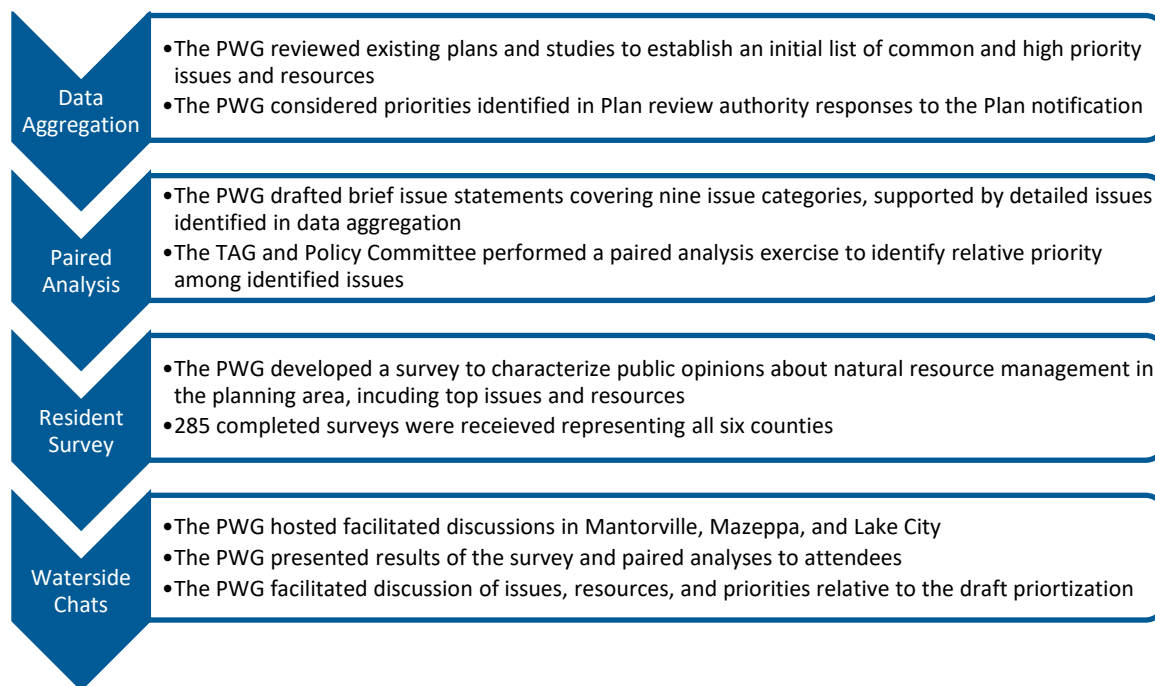 Data
Aggregation
•The PWG reviewed existing plans and studies to establish an initial list of common and high priority
issues and resources
•The PWG considered priorities identified in Plan review authority responses to the Plan notification
Paired
Analysis
•The PWG drafted brief issue statements covering nine issue categories, supported by detailed issues
identified in data aggregation
•The TAG and Policy Committee performed a paired analysis exercise to identify relative priority
among identified issues
Resident
Survey
•The PWG developed a survey to characterize public opinions about natural resource management in
the planning area, incuding top issues and resources
•285 completed surveys were receieved representing all six counties
Waterside
Chats
•The PWG hosted facilitated discussions in Mantorville, Mazeppa, and Lake City
•The PWG presented results of the survey and paired analyses to attendees
•The PWG facilitated discussion of issues, resources, and priorities relative to the draft priortization